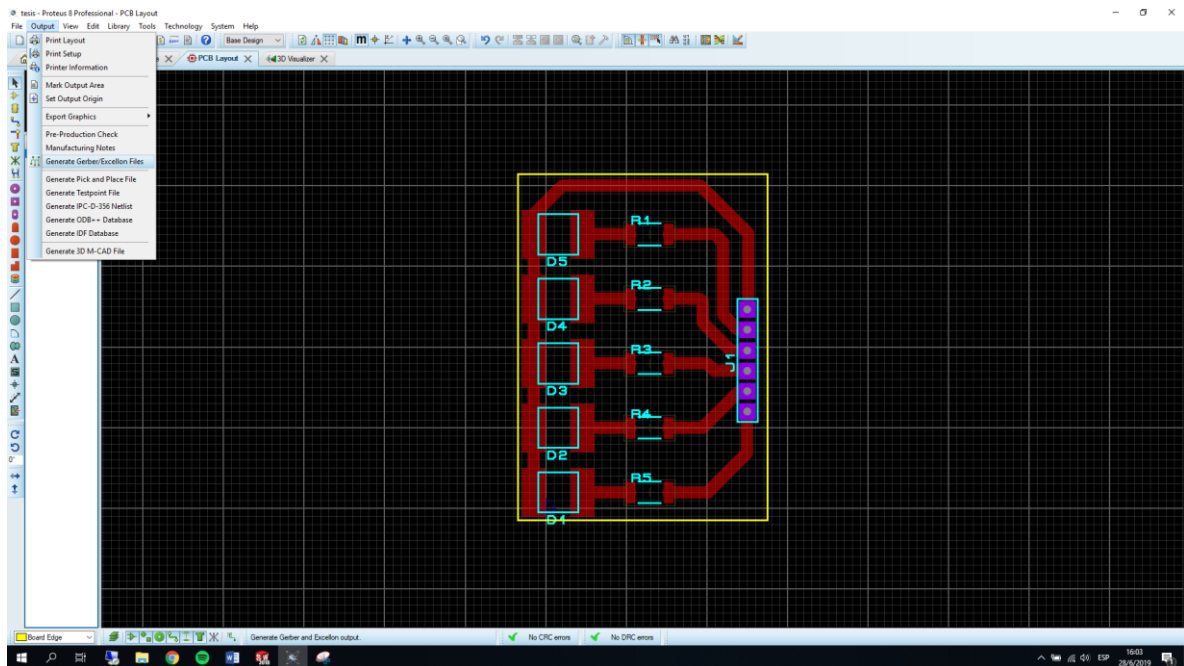 tesis - Proteus 8 Professional - PCB Layout
File Output View Edit Library Tools Technology System Help
Base Design
PCB Layout
3D Visualizer
Print Layout
Print Setup
Printer Information
Mark Output Area
Set Output Origin
Export Graphics
Pre-Production Check
Manufacturing Notes
Generate Gerber/Excellon Files
Generate Pick and Place File
Generate Testpoint File
Generate IPC-D-356 Netlist
Generate ODB++ Database
Generate IDF Database
Generate 3D M-CAD File
R1
D5
R2
D4
R3
J1
D3
R4
D2
R5
D1
0°
Board Edge
Generate Gerber and Excellon output.
No CRC errors
No DRC errors
ESP
16:03
28/6/2019